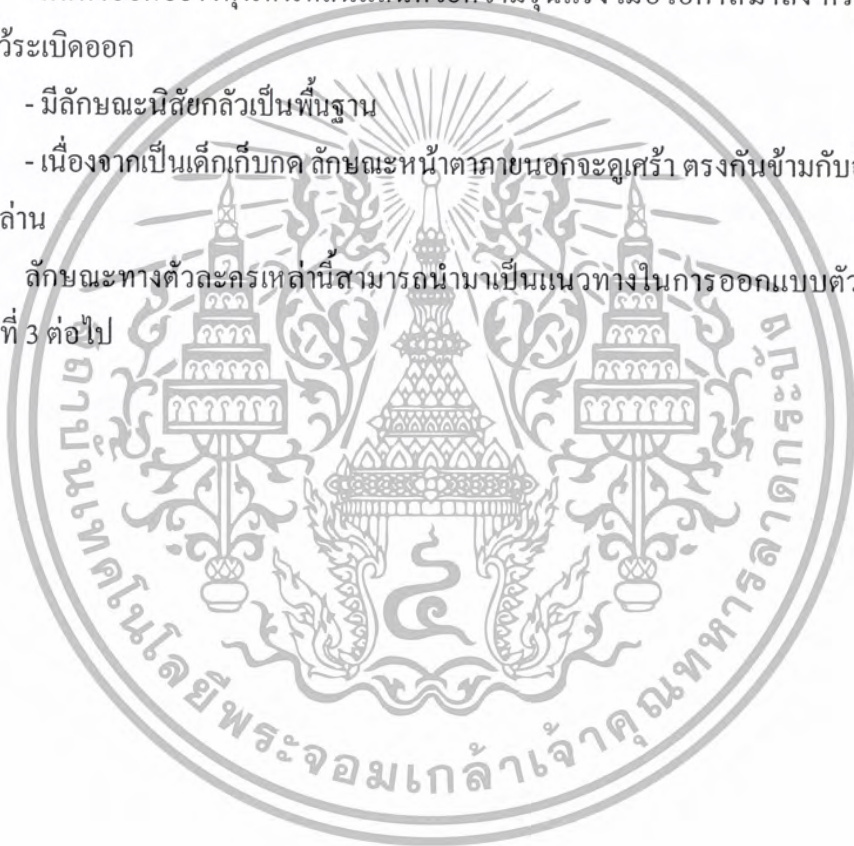 ว้ระเบิดออก
- มีลักษณะนิสัยกลัวเป็นพื้นฐาน
- เนื่องจากเป็นเด็กเก็บกด ลักษณะหน้าตาภายนอกจะดูเศร้า ตรงกันข้ามกับ
ล่าน
ลักษณะทางตัวละครเหล่านี้สามารถนำมาเป็นแนวทางในการออกแบบตัว
ที่ 3 ต่อไป
สถาบันเทคโนโลยีพระจอมเกล้าเจ้าคุณทหารลาดกระบัง